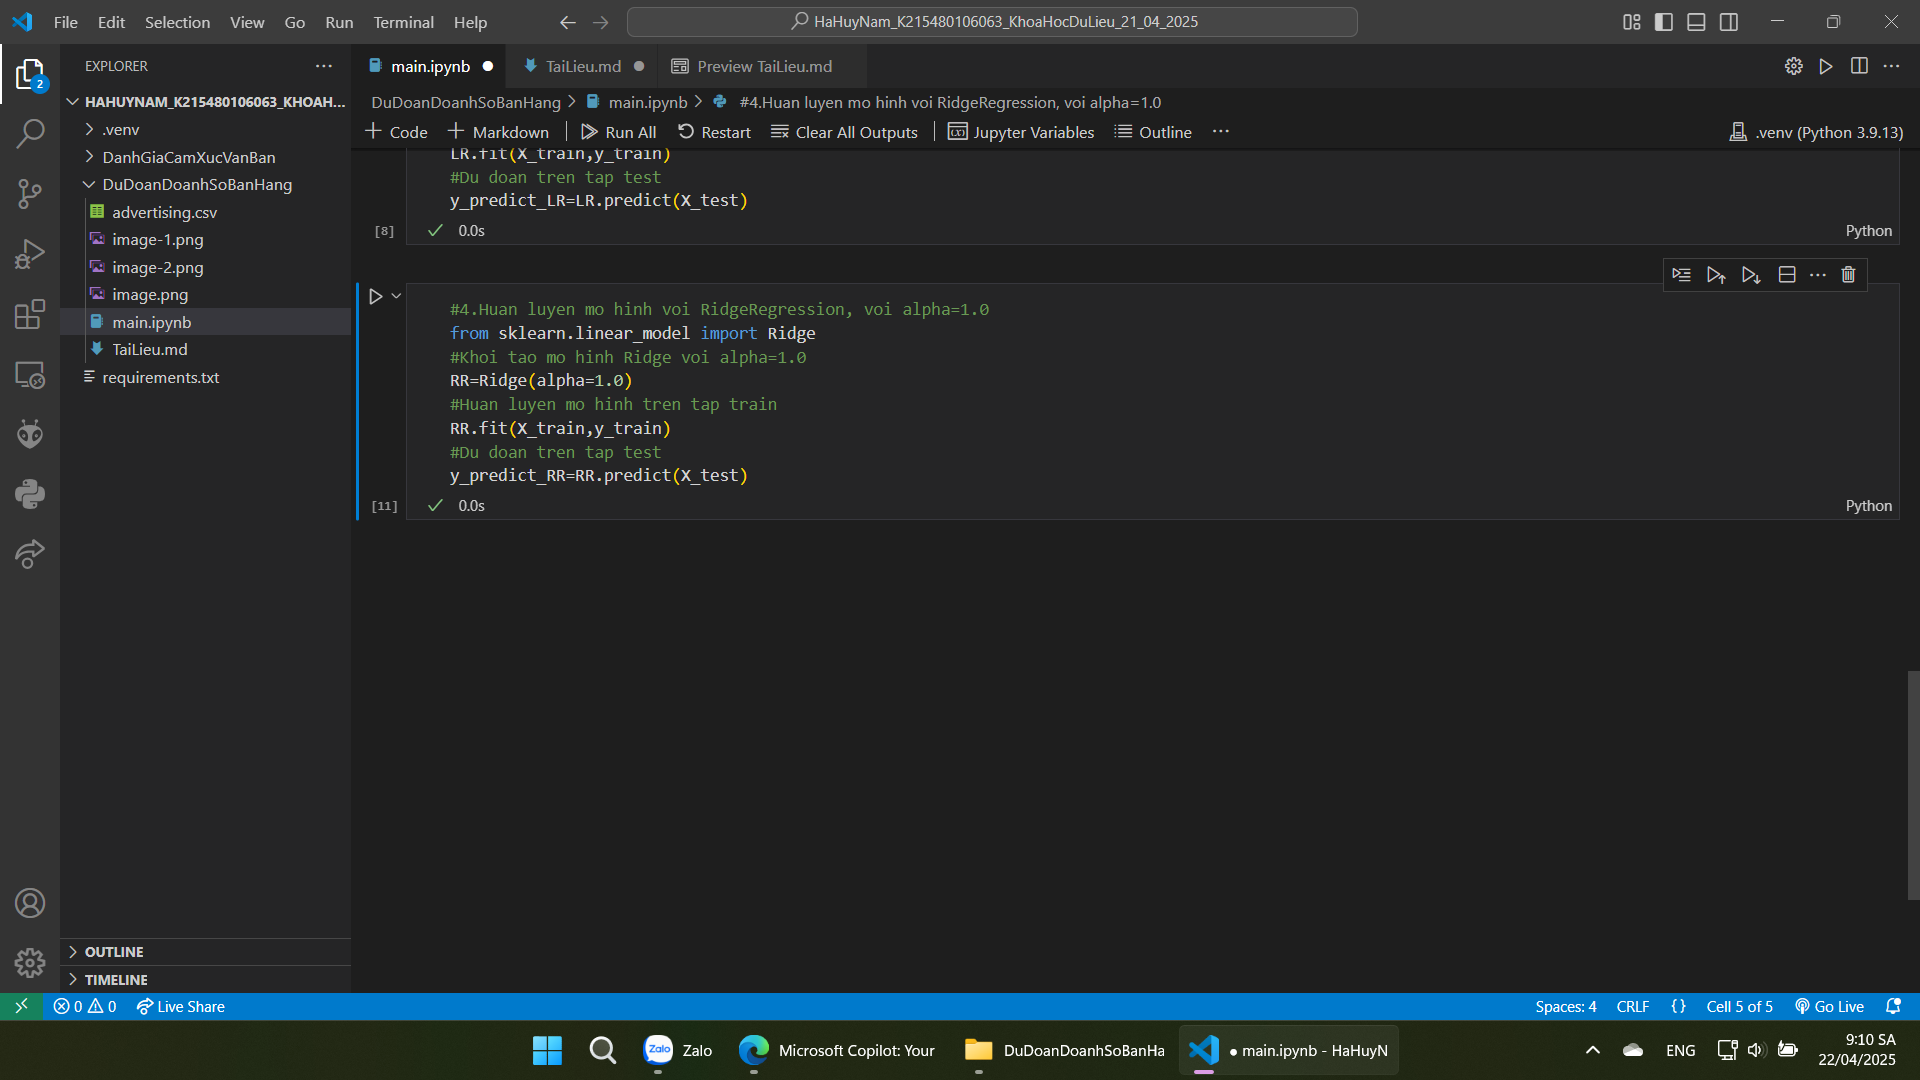 File Edit Selection View Go Run Terminal Help
HaHuyNam_K215480106063_KhoaHocDuLieu_21_04_2025
EXPLORER
2
HAHUYNAM_K215480106063_KHOAH...
.venv
DanhGiaCamXucVanBan
DuDoanDoanhSoBanHang
advertising.csv
image-1.png
image-2.png
image.png
main.ipynb
TaiLieu.md
requirements.txt
OUTLINE
TIMELINE
main.ipynb
TaiLieu.md
Preview TaiLieu.md
DuDoanDoanhSoBanHang > main.ipynb > #4.Huan luyen mo hinh voi RidgeRegression, voi alpha=1.0
Code Markdown Run All Restart Clear All Outputs Jupyter Variables Outline
.venv (Python 3.9.13)
LR.fit(X_train,y_train)
#Du doan tren tap test
y_predict_LR=LR.predict(X_test)
[8] 0.0s Python
#4.Huan luyen mo hinh voi RidgeRegression, voi alpha=1.0
from sklearn.linear_model import Ridge
#Khoi tao mo hinh Ridge voi alpha=1.0
RR=Ridge(alpha=1.0)
#Huan luyen mo hinh tren tap train
RR.fit(X_train,y_train)
#Du doan tren tap test
y_predict_RR=RR.predict(X_test)
[11] 0.0s Python
0 0 Live Share
Spaces: 4 CRLF {} Cell 5 of 5 Go Live
Zalo Zalo
Microsoft Copilot: Your
DuDoanDoanhSoBanHa
● main.ipynb - HaHuyN
ENG
9:10 SA
22/04/2025